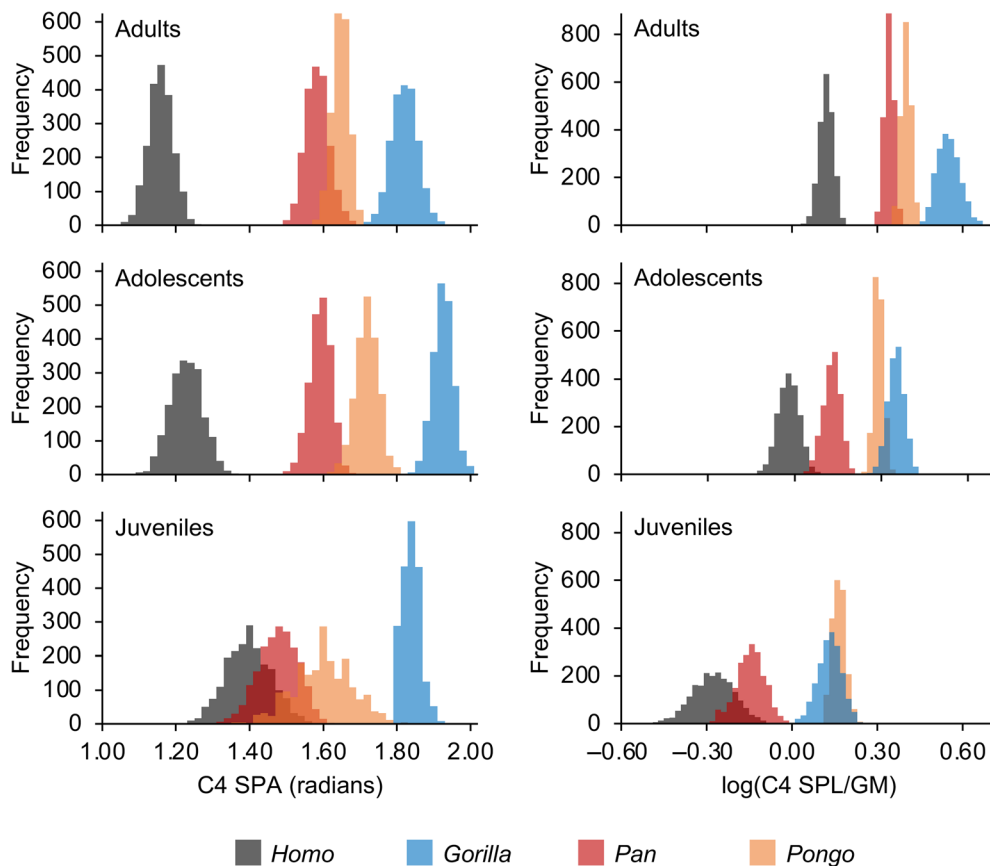 Adults
Frequency
600
500
400
300
200
100
0
Adults
Frequency
800
600
400
200
0
Adolescents
Frequency
600
500
400
300
200
100
0
Adolescents
Frequency
800
600
400
200
0
Juveniles
Frequency
600
500
400
300
200
100
0
1.00 1.20 1.40 1.60 1.80 2.00
C4 SPA (radians)
Juveniles
Frequency
800
600
400
200
0
–0.60 –0.30 0.00 0.30 0.60
log(C4 SPL/GM)
Homo Gorilla Pan Pongo